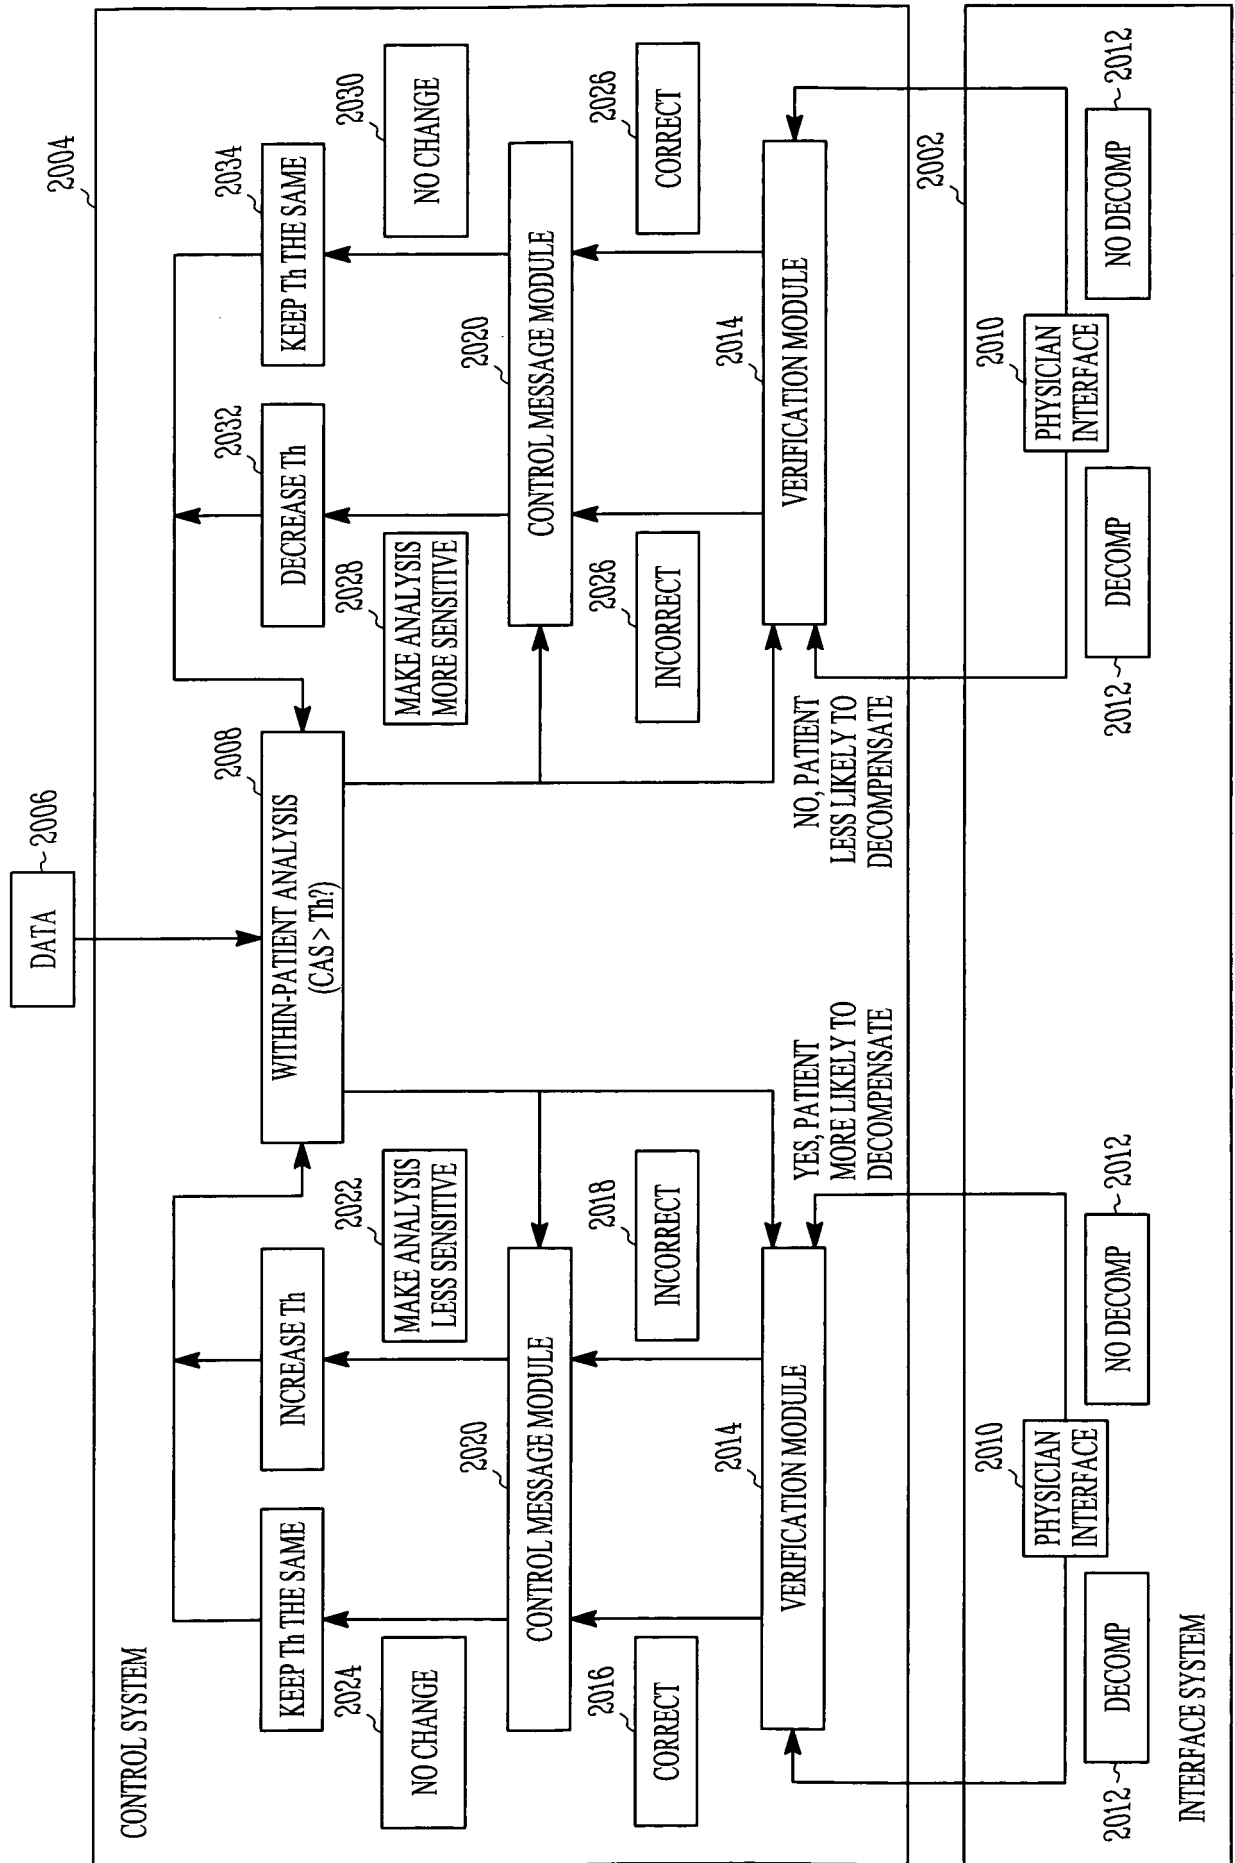 CONTROL SYSTEM
2004
DATA
2006
WITHIN-PATIENT ANALYSIS
(CAS > Th?)
2008
KEEP Th THE SAME
INCREASE Th
DECREASE Th
2032
KEEP Th THE SAME
2034
NO CHANGE
2024
MAKE ANALYSIS
LESS SENSITIVE
2022
MAKE ANALYSIS
MORE SENSITIVE
2028
NO CHANGE
2030
CONTROL MESSAGE MODULE
2020
CONTROL MESSAGE MODULE
2020
CORRECT
2016
INCORRECT
2018
INCORRECT
2026
CORRECT
2026
VERIFICATION MODULE
2014
VERIFICATION MODULE
2014
YES, PATIENT
MORE LIKELY TO
DECOMPENSATE
NO, PATIENT
LESS LIKELY TO
DECOMPENSATE
2002
PHYSICIAN
INTERFACE
2010
PHYSICIAN
INTERFACE
2010
DECOMP
2012
NO DECOMP
2012
DECOMP
2012
NO DECOMP
2012
INTERFACE SYSTEM